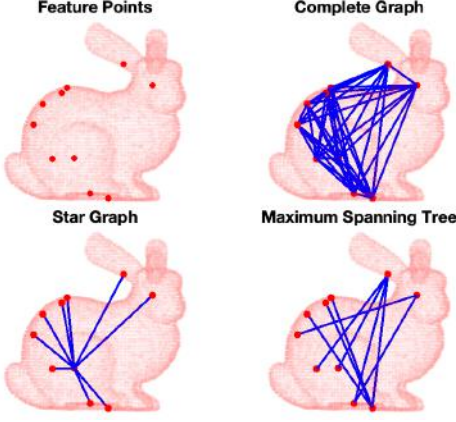 Feature Points
Complete Graph
Star Graph
Maximum Spanning Tree